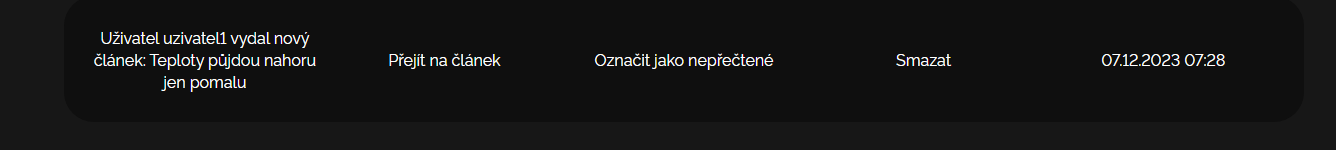 Uživatel uzivatel1 vydal nový
článek: Teploty půjdou nahoru
jen pomalu
Přejít na článek
Označit jako nepřečtené
Smazat
07.12.2023 07:28